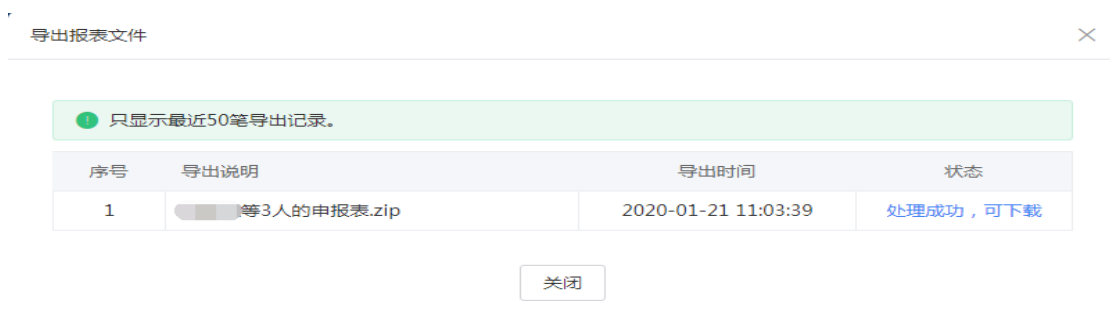 导出报表文件
只显示最近50笔导出记录。
序号 导出说明 导出时间 状态
1 等3人的申报表.zip 2020-01-21 11:03:39 处理成功，可下载
关闭